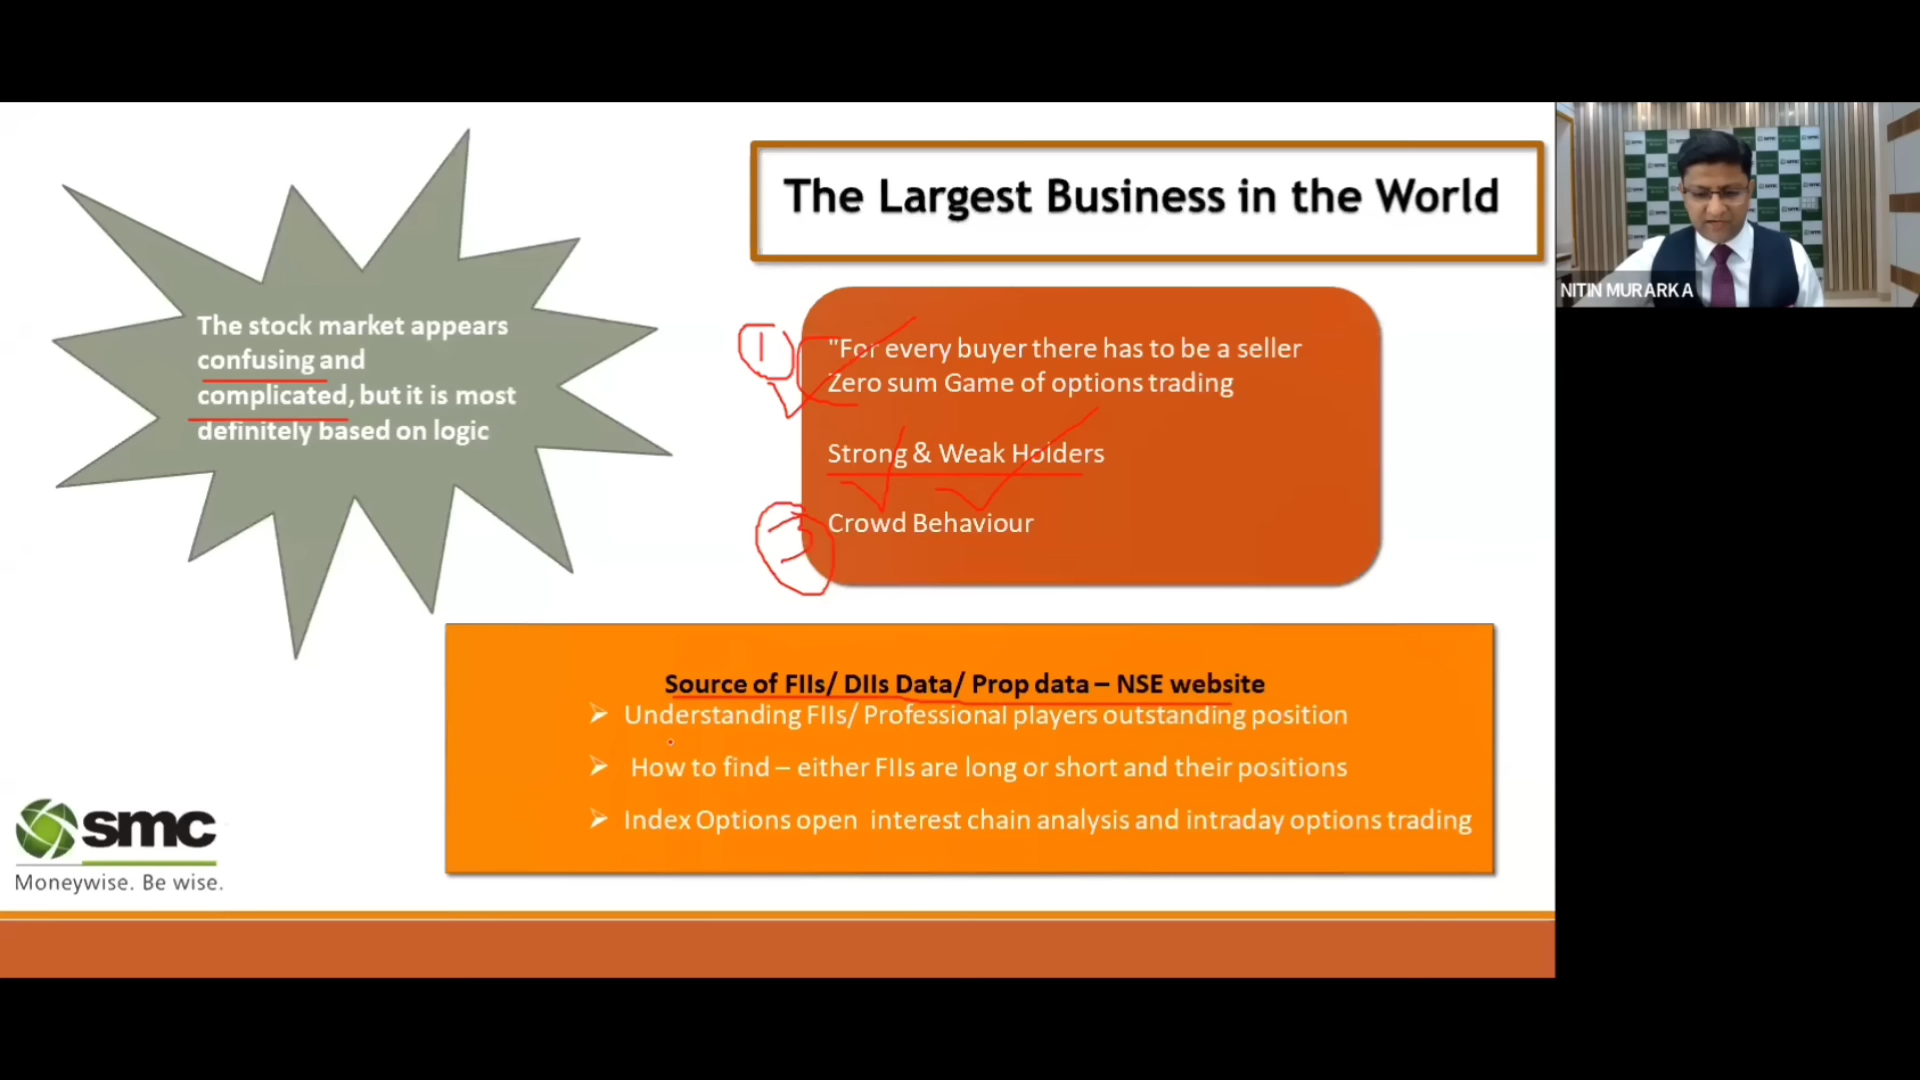 The Largest Business in the World
The stock market appears
confusing and
complicated, but it is most
definitely based on logic
1
"For every buyer there has to be a seller
Zero sum Game of options trading
Strong & Weak Holders
Crowd Behaviour
Source of FIIs/ DIIs Data/ Prop data – NSE website
Understanding FIIs/ Professional players outstanding position
How to find – either FIIs are long or short and their positions
Index Options open interest chain analysis and intraday options trading
smc
Moneywise. Be wise.
NITIN MURARKA
smc